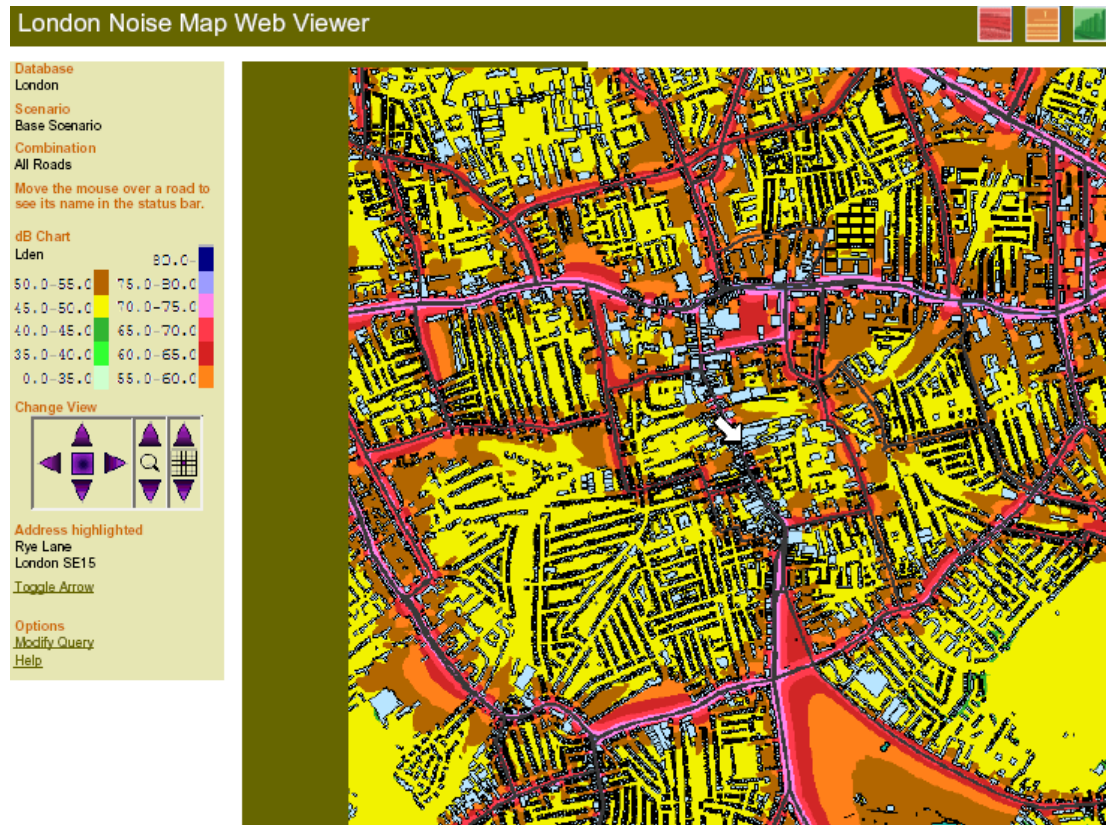 London Noise Map Web Viewer
Database
London
Scenario
Base Scenario
Combination
All Roads
Move the mouse over a road to
see its name in the status bar.
dB Chart
Lden
80.0-
50.0-55.0 75.0-80.0
45.0-50.0 70.0-75.0
40.0-45.0 65.0-70.0
35.0-40.0 60.0-65.0
0.0-35.0 55.0-60.0
Change View
Address highlighted
Rye Lane
London SE15
Toggle Arrow
Options
Modify Query
Help